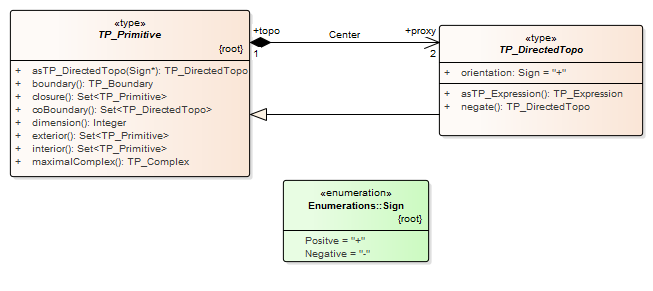 «type»
TP_Primitive
{root}
+ asTP_DirectedTopo(Sign*): TP_DirectedTopo
+ boundary(): TP_Boundary
+ closure(): Set<TP_Primitive>
+ coBoundary(): Set<TP_DirectedTopo>
+ dimension(): Integer
+ exterior(): Set<TP_Primitive>
+ interior(): Set<TP_Primitive>
+ maximalComplex(): TP_Complex
+topo
1
Center
+proxy
2
«type»
TP_DirectedTopo
+ orientation: Sign = "+"
+ asTP_Expression(): TP_Expression
+ negate(): TP_DirectedTopo
«enumeration»
Enumerations::Sign
{root}
Positve = "+"
Negative = "-"